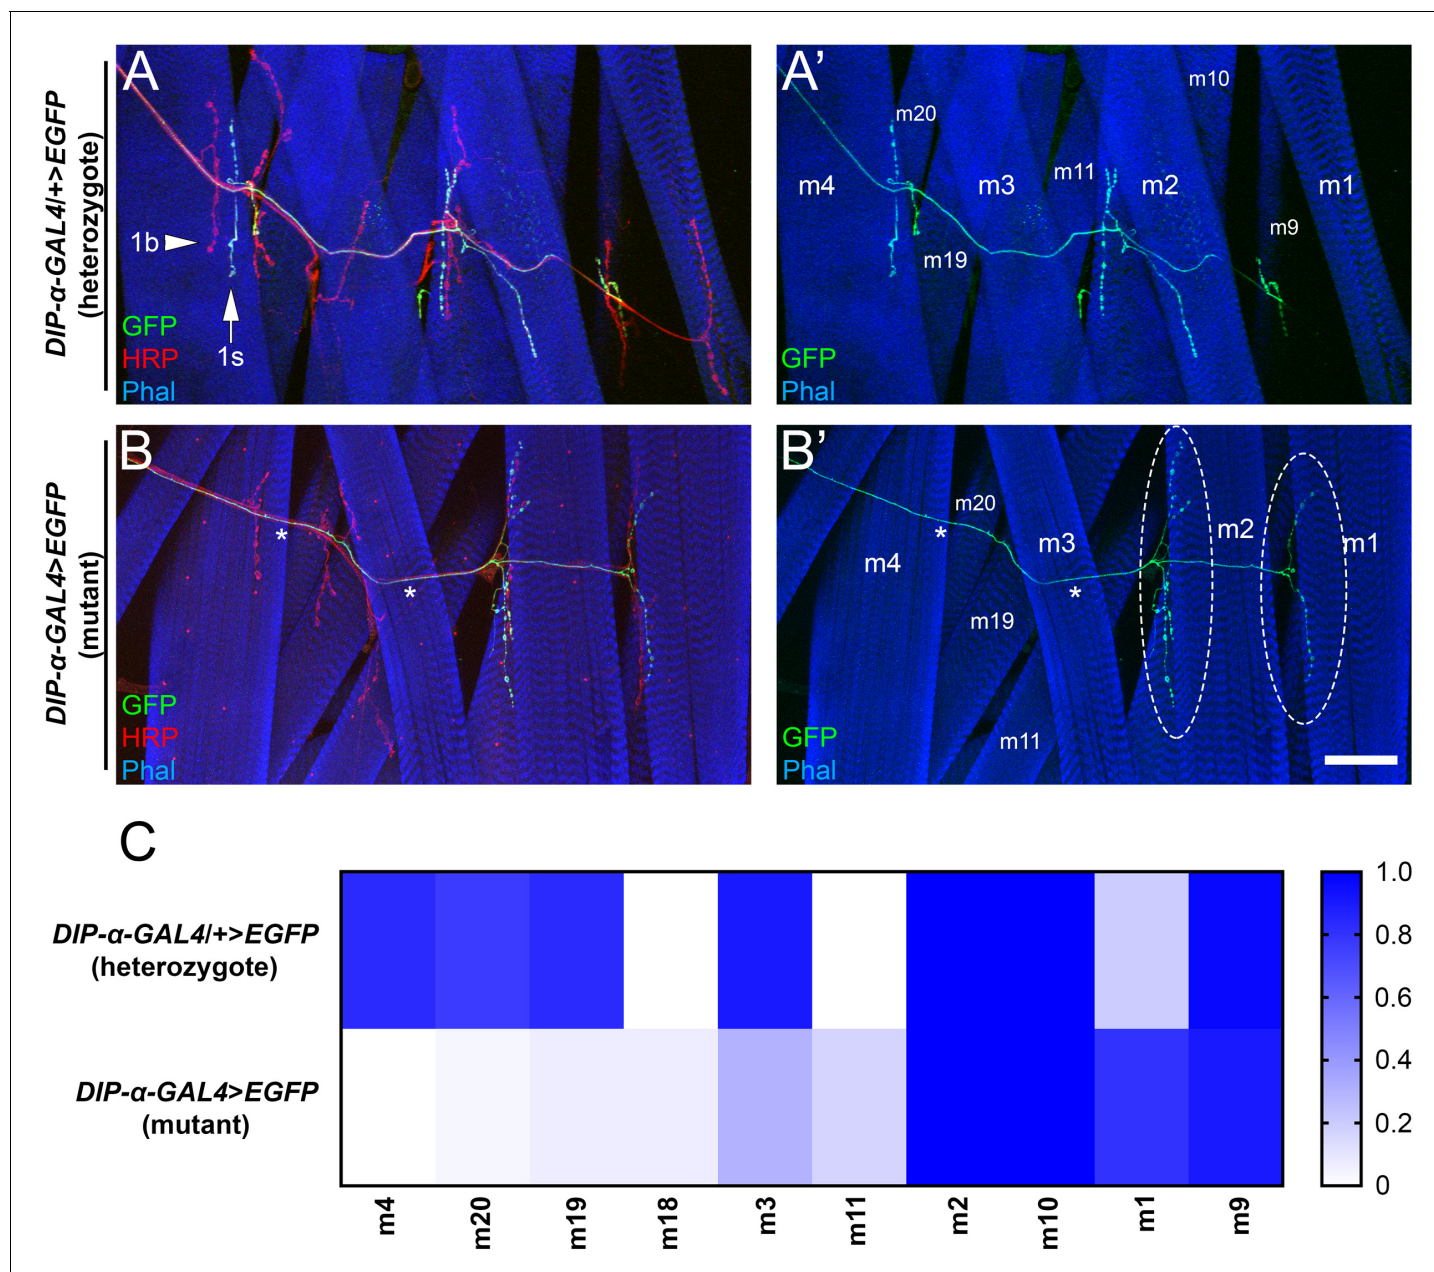 A
DIP-α-GAL4/+>EGFP
(heterozygote)
1b
1s
GFP
HRP
Phal
A'
m10
m20
m11
m4
m3
m2
m1
m9
m19
GFP
Phal
B
DIP-α-GAL4>EGFP
(mutant)
*
*
GFP
HRP
Phal
B'
m20
*
m3
m2
m1
m4
*
m19
m11
GFP
Phal
C
DIP-α-GAL4/+>EGFP
(heterozygote)
DIP-α-GAL4>EGFP
(mutant)
1.0
0.8
0.6
0.4
0.2
0
m4 m20 m19 m18 m3 m11 m2 m10 m1 m9